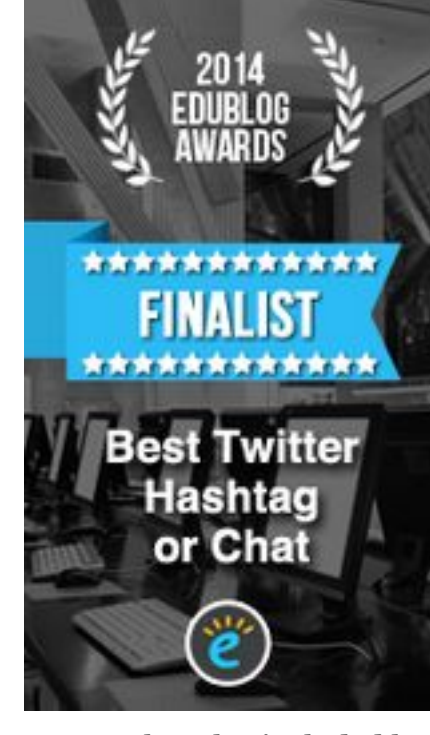 2014
EDUBLOG
AWARDS
FINALIST
Best Twitter
Hashtag
or Chat
e